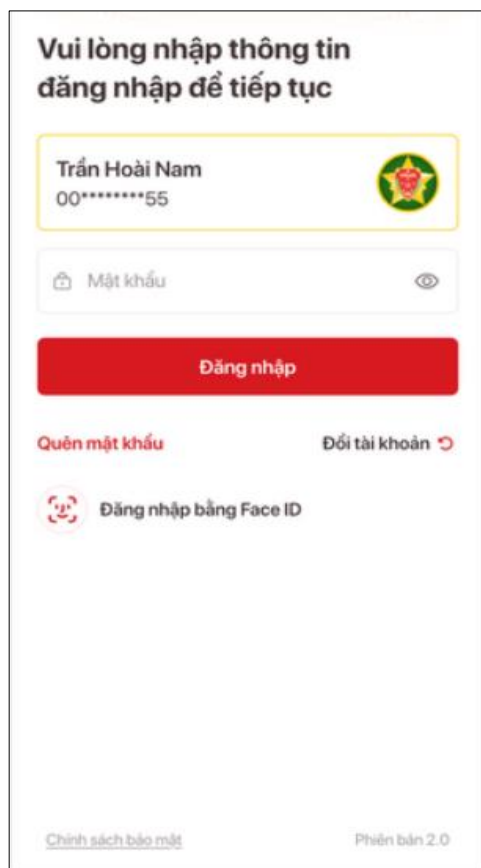 Vui lòng nhập thông tin
đăng nhập để tiếp tục
Trần Hoài Nam
00********55
Mật khẩu
Đăng nhập
Quên mật khẩu
Đổi tài khoản
Đăng nhập bằng Face ID
Chính sách bảo mật
Phiên bản 2.0